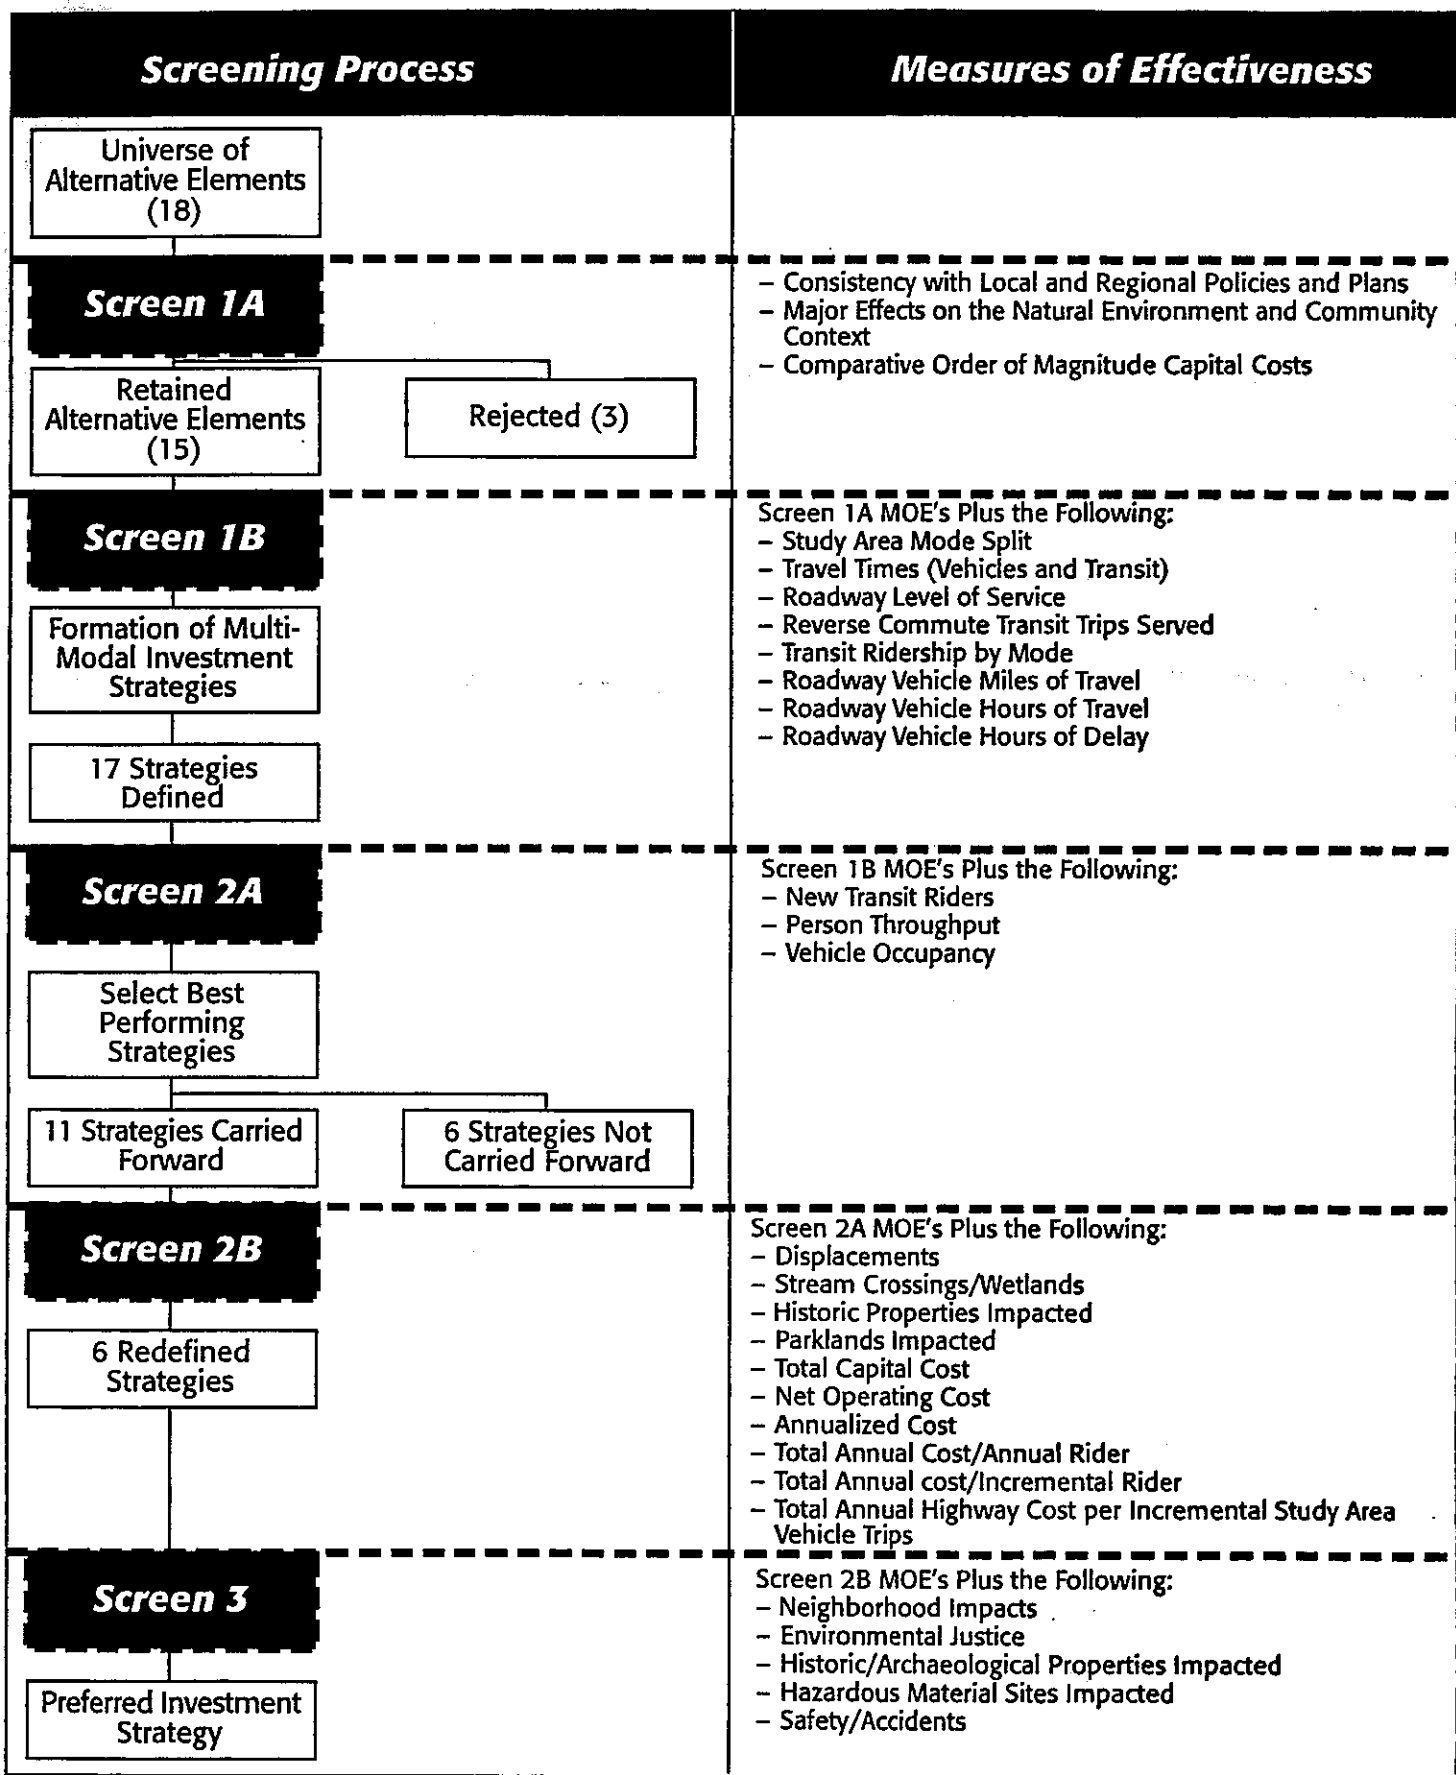 Screening Process
Measures of Effectiveness
Universe of
Alternative Elements
(18)
Screen 1A
– Consistency with Local and Regional Policies and Plans
– Major Effects on the Natural Environment and Community
Context
– Comparative Order of Magnitude Capital Costs
Retained
Alternative Elements
(15)
Rejected (3)
Screen 1B
Screen 1A MOE's Plus the Following:
– Study Area Mode Split
– Travel Times (Vehicles and Transit)
– Roadway Level of Service
– Reverse Commute Transit Trips Served
– Transit Ridership by Mode
– Roadway Vehicle Miles of Travel
– Roadway Vehicle Hours of Travel
– Roadway Vehicle Hours of Delay
Formation of Multi-
Modal Investment
Strategies
17 Strategies
Defined
Screen 2A
Screen 1B MOE's Plus the Following:
– New Transit Riders
– Person Throughput
– Vehicle Occupancy
Select Best
Performing
Strategies
11 Strategies Carried
Forward
6 Strategies Not
Carried Forward
Screen 2B
Screen 2A MOE's Plus the Following:
– Displacements
– Stream Crossings/Wetlands
– Historic Properties Impacted
– Parklands Impacted
– Total Capital Cost
– Net Operating Cost
– Annualized Cost
– Total Annual Cost/Annual Rider
– Total Annual cost/Incremental Rider
– Total Annual Highway Cost per Incremental Study Area
Vehicle Trips
6 Redefined
Strategies
Screen 3
Screen 2B MOE's Plus the Following:
– Neighborhood Impacts
– Environmental Justice
– Historic/Archaeological Properties Impacted
– Hazardous Material Sites Impacted
– Safety/Accidents
Preferred Investment
Strategy